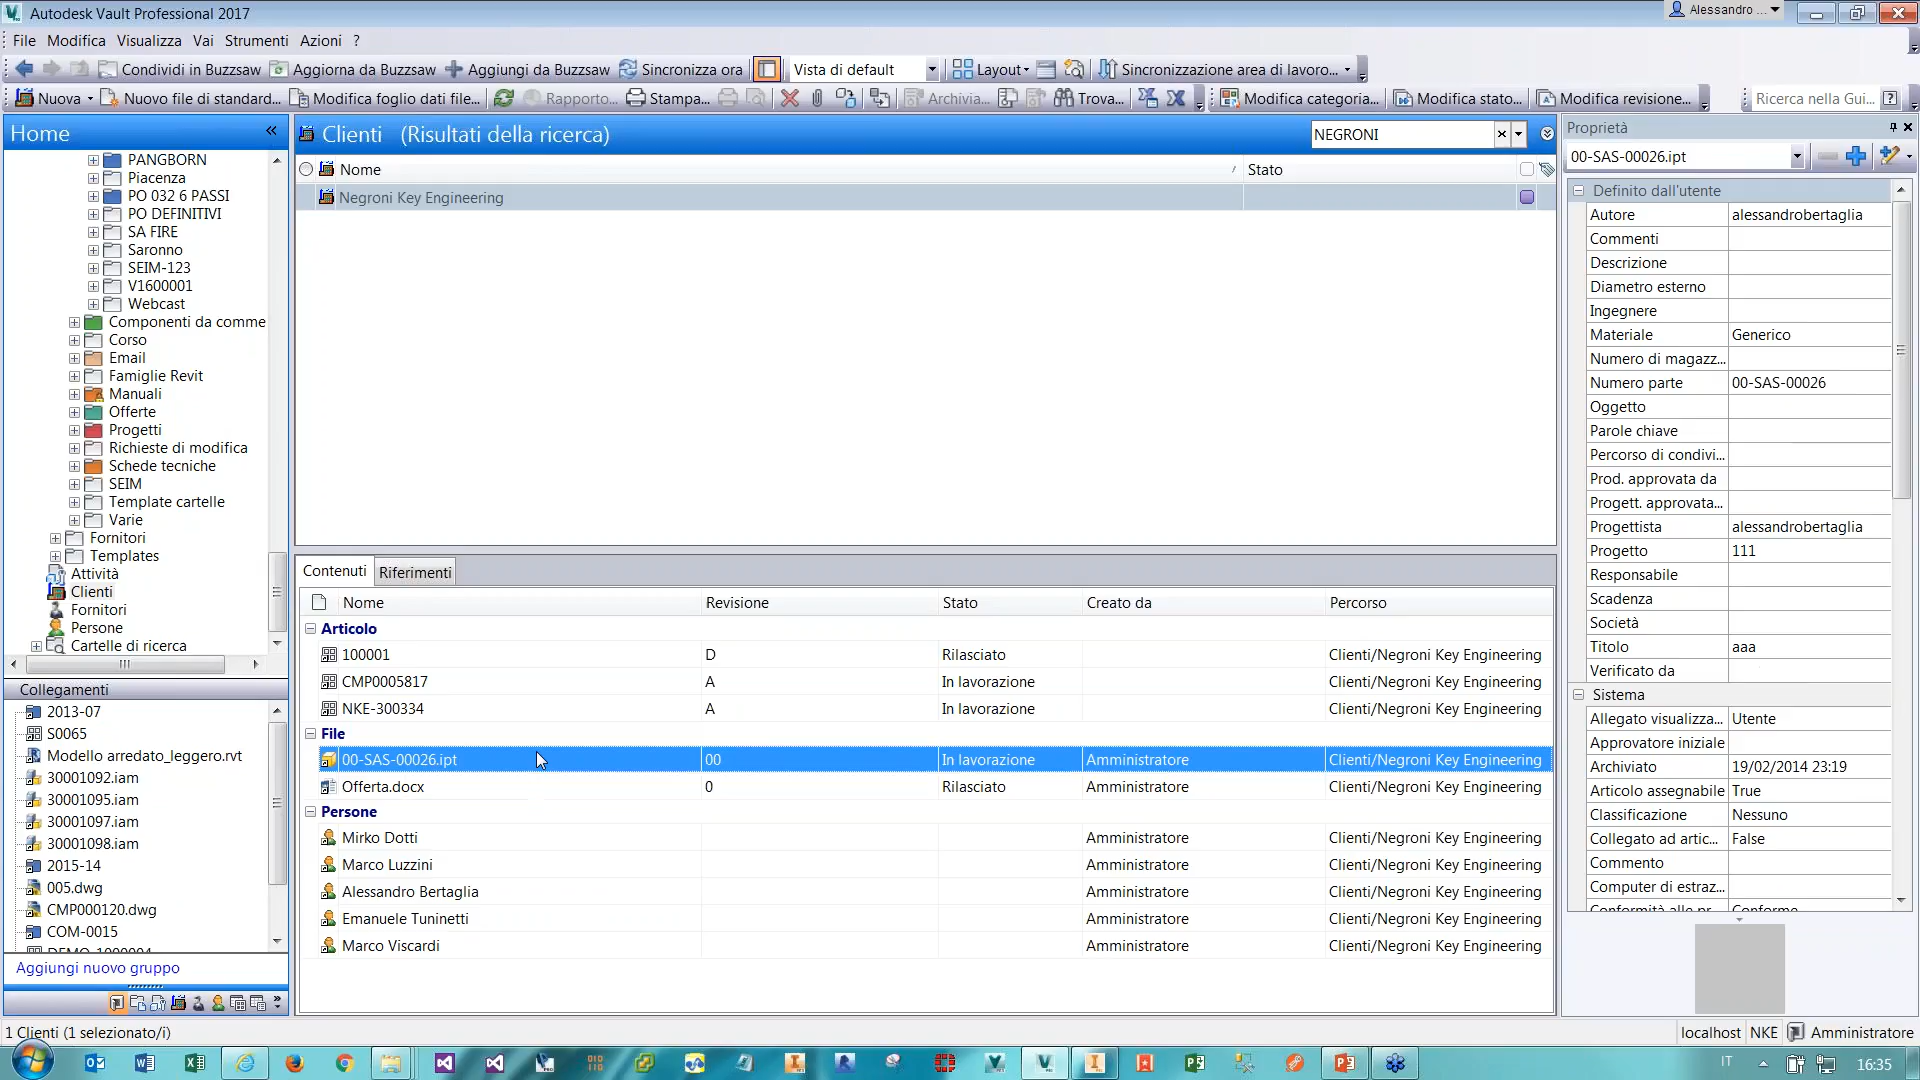 Autodesk Vault Professional 2017
Alessandro ...
File Modifica Visualizza Vai Strumenti Azioni ?
Condividi in Buzzsaw Aggiorna da Buzzsaw Aggiungi da Buzzsaw Sincronizza ora Vista di default Layout Sincronizzazione area di lavoro...
Nuova Nuovo file di standard... Modifica foglio dati file... Rapporto... Stampa... Archivia... Trova... Modifica categoria... Modifica stato... Modifica revisione... Ricerca nella Gui...
Home
PANGBORN
Piacenza
PO 032 6 PASSI
PO DEFINITIVI
SA FIRE
Saronno
SEIM-123
V1600001
Webcast
Componenti da comme
Corso
Email
Famiglie Revit
Manuali
Offerte
Progetti
Richieste di modifica
Schede tecniche
SEIM
Template cartelle
Varie
Fornitori
Templates
Attività
Clienti
Fornitori
Persone
Cartelle di ricerca
Collegamenti
2013-07
S0065
Modello arredato_leggero.rvt
30001092.iam
30001095.iam
30001097.iam
30001098.iam
2015-14
005.dwg
CMP000120.dwg
COM-0015
Aggiungi nuovo gruppo
Clienti (Risultati della ricerca)
NEGRONI
Nome Stato
Negroni Key Engineering
Contenuti Riferimenti
Nome Revisione Stato Creato da Percorso
Articolo
100001 D Rilasciato Clienti/Negroni Key Engineering
CMP0005817 A In lavorazione Clienti/Negroni Key Engineering
NKE-300334 A In lavorazione Clienti/Negroni Key Engineering
File
00-SAS-00026.ipt 00 In lavorazione Amministratore Clienti/Negroni Key Engineering
Offerta.docx 0 Rilasciato Amministratore Clienti/Negroni Key Engineering
Persone
Mirko Dotti Amministratore Clienti/Negroni Key Engineering
Marco Luzzini Amministratore Clienti/Negroni Key Engineering
Alessandro Bertaglia Amministratore Clienti/Negroni Key Engineering
Emanuele Tuninetti Amministratore Clienti/Negroni Key Engineering
Marco Viscardi Amministratore Clienti/Negroni Key Engineering
Proprietà
00-SAS-00026.ipt
Definito dall'utente
Autore alessandrobertaglia
Commenti
Descrizione
Diametro esterno
Ingegnere
Materiale Generico
Numero di magazz...
Numero parte 00-SAS-00026
Oggetto
Parole chiave
Percorso di condivi...
Prod. approvata da
Progett. approvata...
Progettista alessandrobertaglia
Progetto 111
Responsabile
Scadenza
Società
Titolo aaa
Verificato da
Sistema
Allegato visualizza... Utente
Approvatore iniziale
Archiviato 19/02/2014 23:19
Articolo assegnabile True
Classificazione Nessuno
Collegato ad artic... False
Commento
Computer di estraz...
Conformità alle pr... Conforme
1 Clienti (1 selezionato/i)
localhost NKE Amministratore
IT 16:35